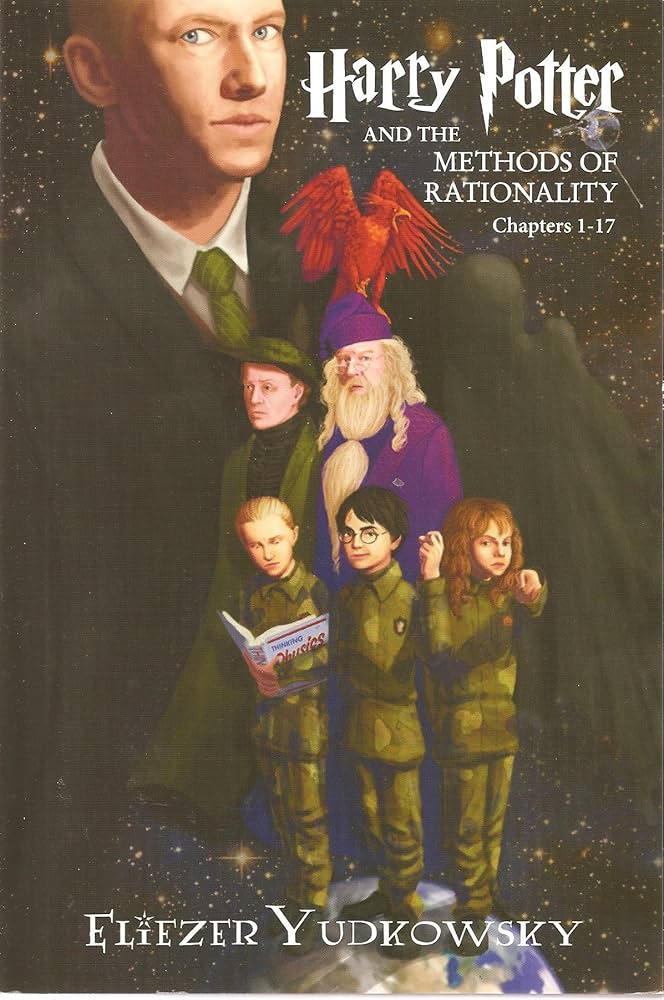 Harry Potter
AND THE
METHODS OF
RATIONALITY
Chapters 1-17
THINKING
Physics
ELIEZER YUDKOWSKY